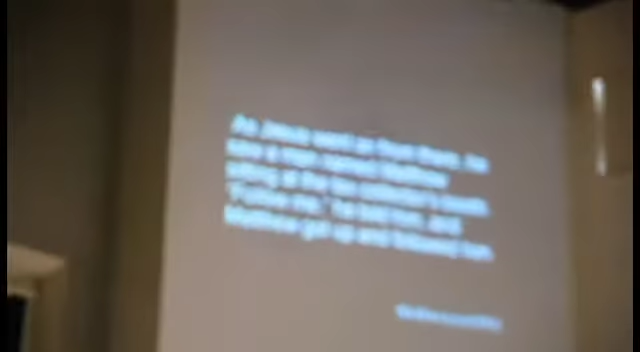 As Jesus went on from there, he
saw a man named Matthew
sitting at the tax collector's booth.
"Follow me," he told him, and
Matthew got up and followed him.